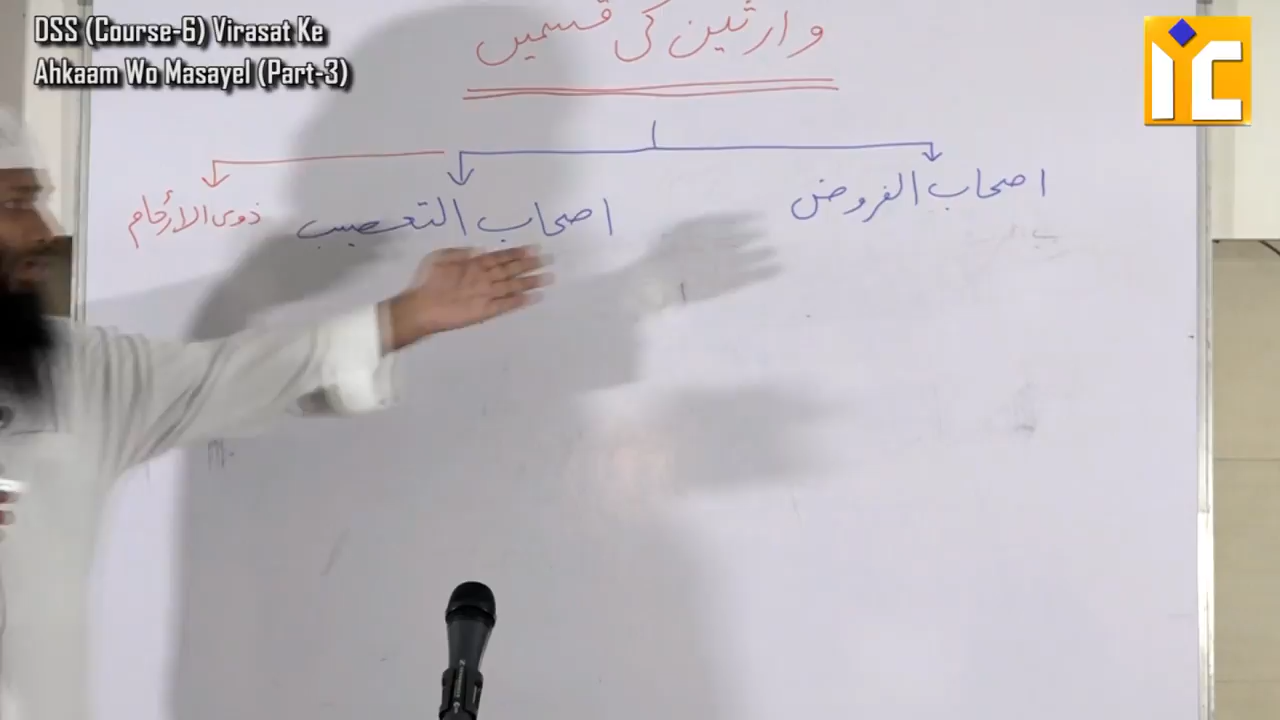 DSS (Course-6) Virasat Ke
Ahkaam Wo Masayel (Part-3)
YC
وارثین کی قسمیں
اصحاب الفروض
اصحاب التعصیب
ذوی الارحام